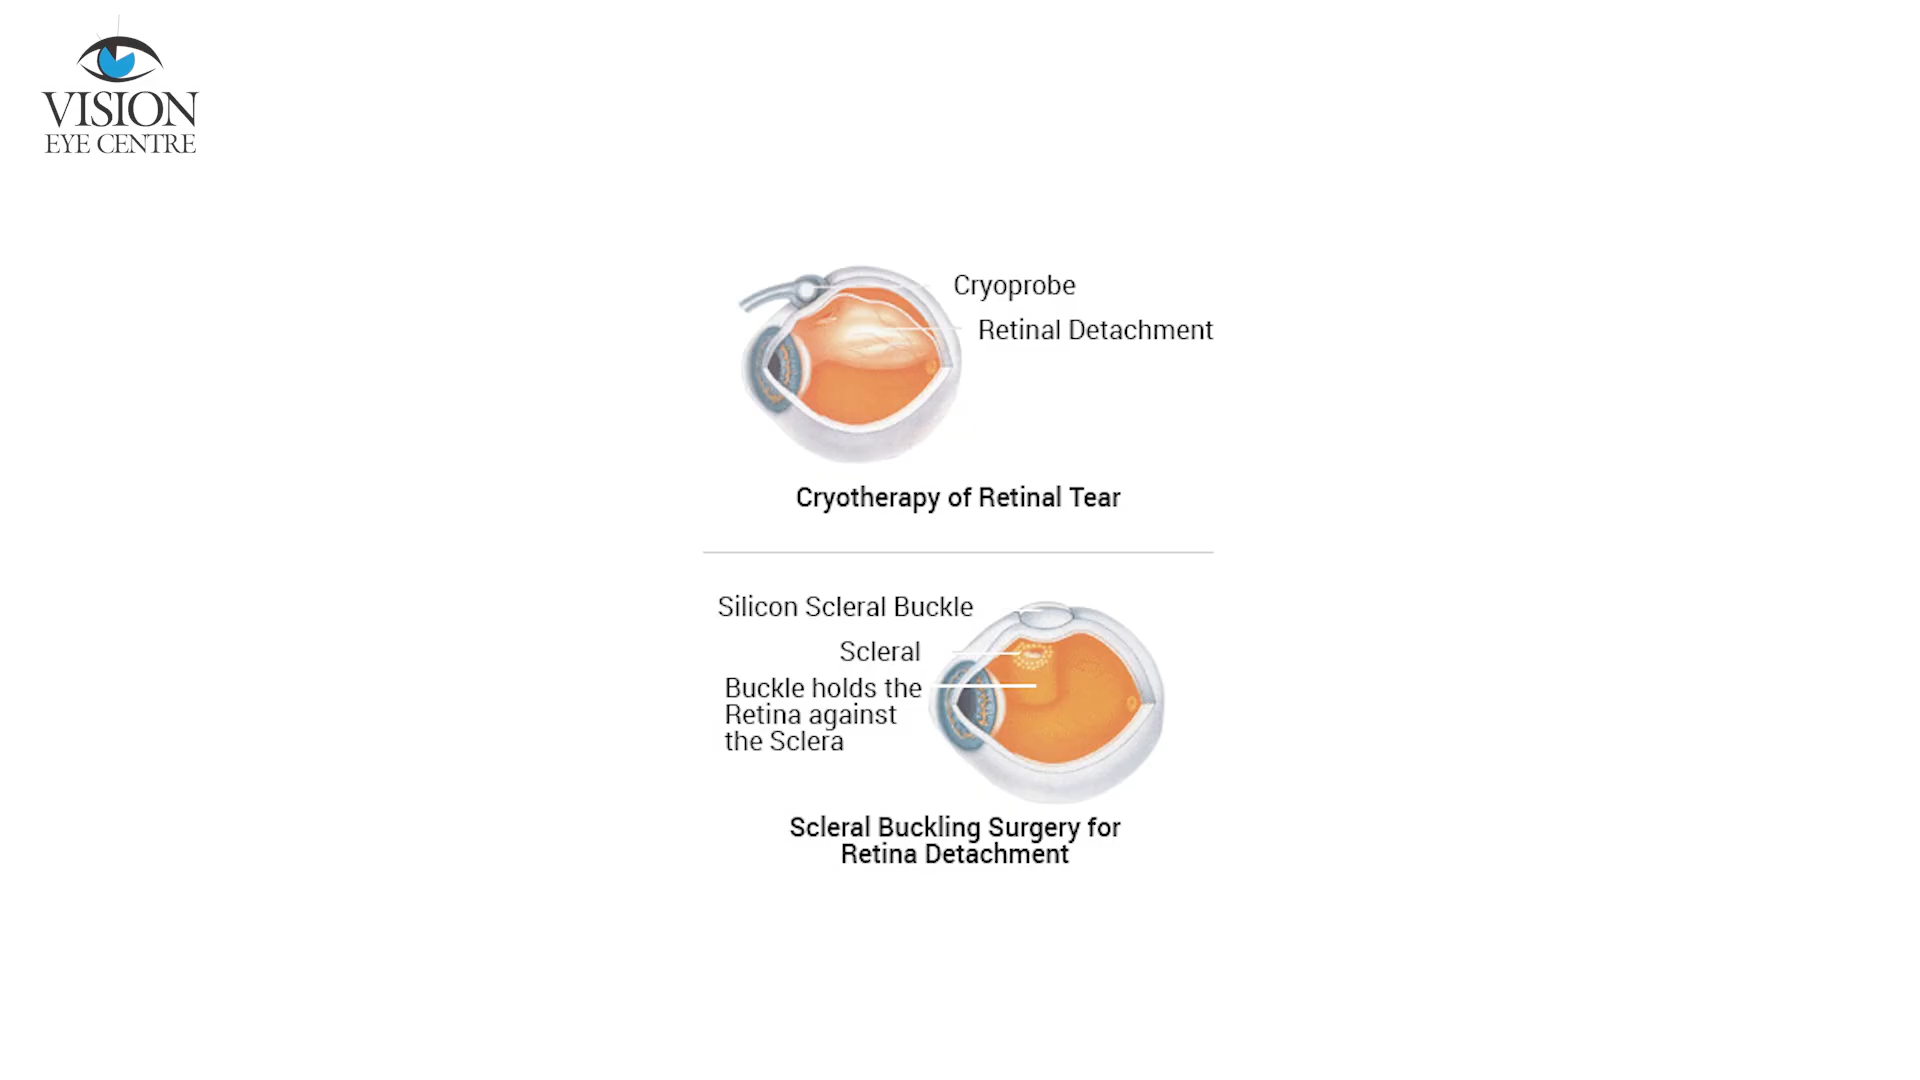 VISION
EYE CENTRE
Cryoprobe
Retinal Detachment
Cryotherapy of Retinal Tear
Silicon Scleral Buckle
Scleral
Buckle holds the
Retina against
the Sclera
Scleral Buckling Surgery for
Retina Detachment